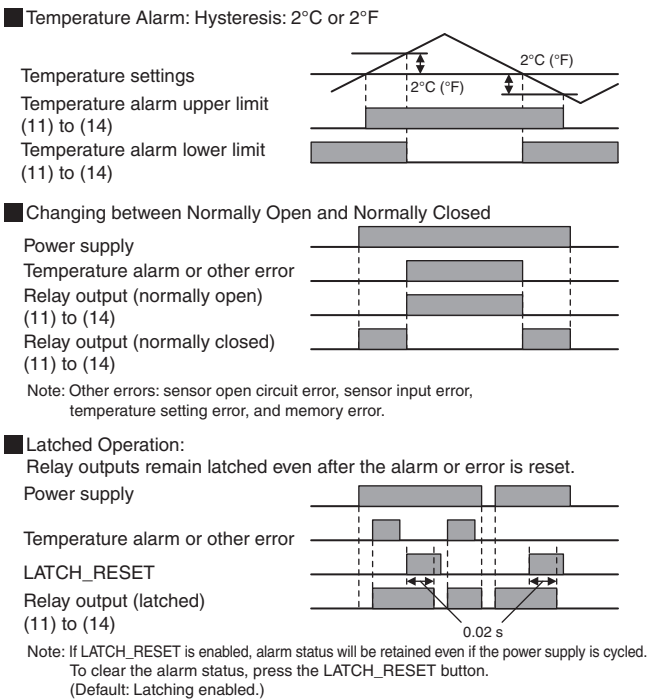 Temperature Alarm: Hysteresis: 2°C or 2°F
2°C (°F)
Temperature settings
2°C (°F)
Temperature alarm upper limit
(11) to (14)
Temperature alarm lower limit
(11) to (14)
Changing between Normally Open and Normally Closed
Power supply
Temperature alarm or other error
Relay output (normally open)
(11) to (14)
Relay output (normally closed)
(11) to (14)
Note: Other errors: sensor open circuit error, sensor input error,
temperature setting error, and memory error.
Latched Operation:
Relay outputs remain latched even after the alarm or error is reset.
Power supply
Temperature alarm or other error
LATCH_RESET
Relay output (latched)
(11) to (14)
0.02 s
Note: If LATCH_RESET is enabled, alarm status will be retained even if the power supply is cycled.
To clear the alarm status, press the LATCH_RESET button.
(Default: Latching enabled.)